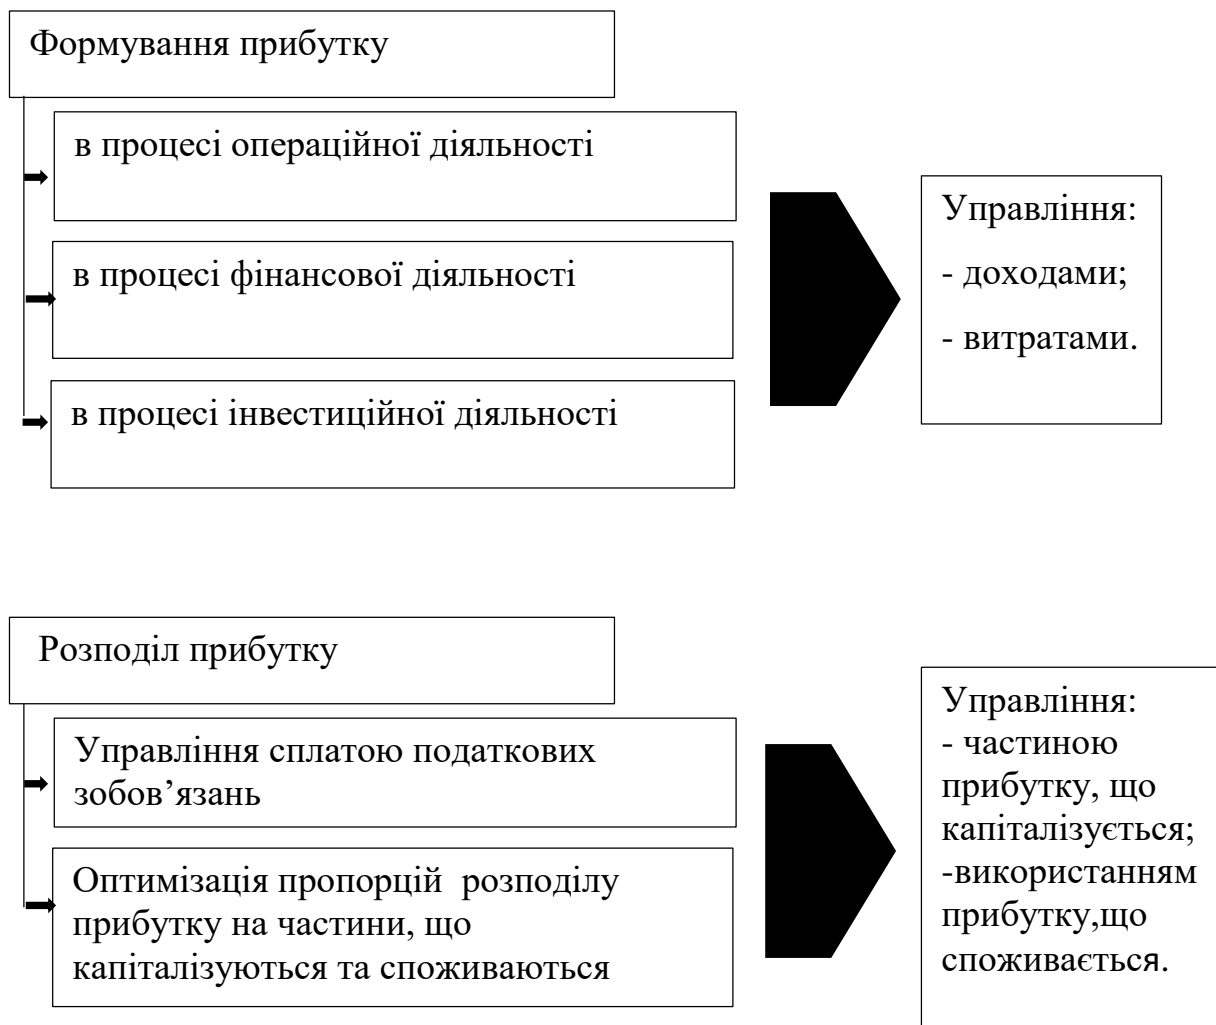 Формування прибутку
в процесі операційної діяльності
в процесі фінансової діяльності
в процесі інвестиційної діяльності
Управління:
- доходами;
- витратами.
Розподіл прибутку
Управління сплатою податкових
зобов’язань
Оптимізація пропорцій розподілу
прибутку на частини, що
капіталізуються та споживаються
Управління:
- частиною
прибутку, що
капіталізується;
-використанням
прибутку,що
споживається.